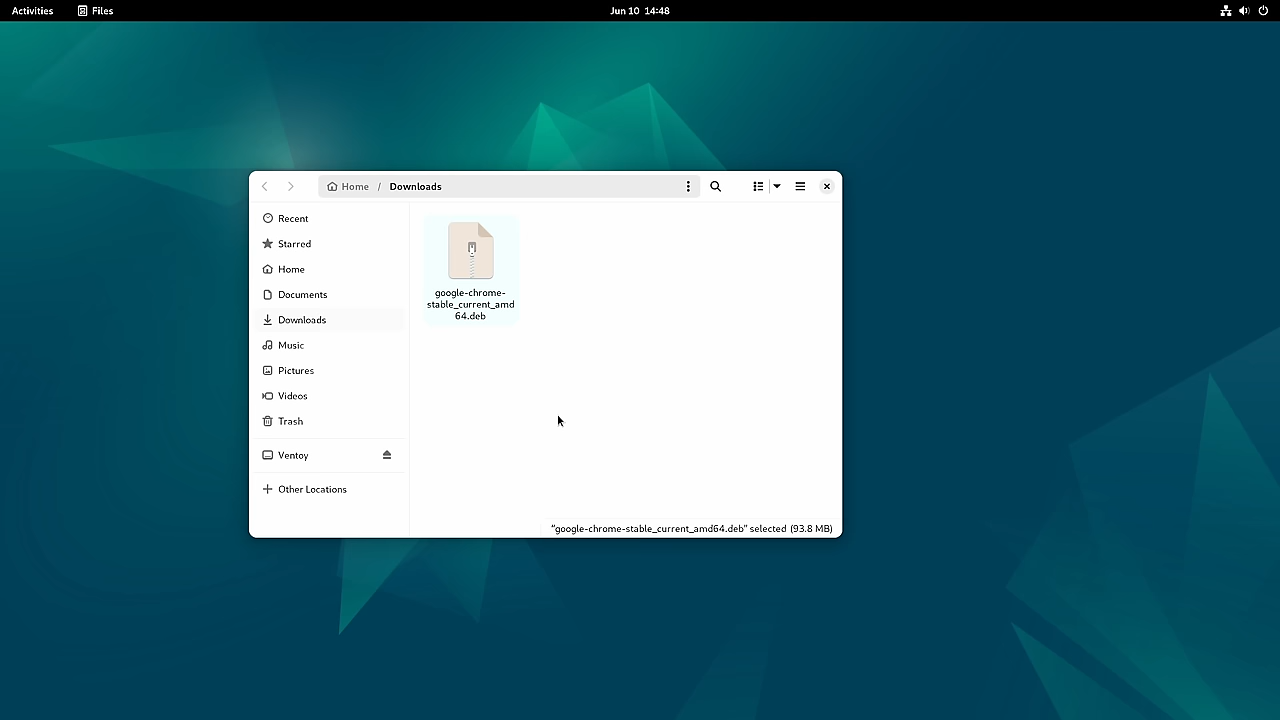 Activities
Files
Jun 10 14:48
Home / Downloads
Recent
Starred
Home
Documents
Downloads
Music
Pictures
Videos
Trash
Ventoy
Other Locations
google-chrome-
stable_current_amd
64.deb
“google-chrome-stable_current_amd64.deb” selected (93.8 MB)